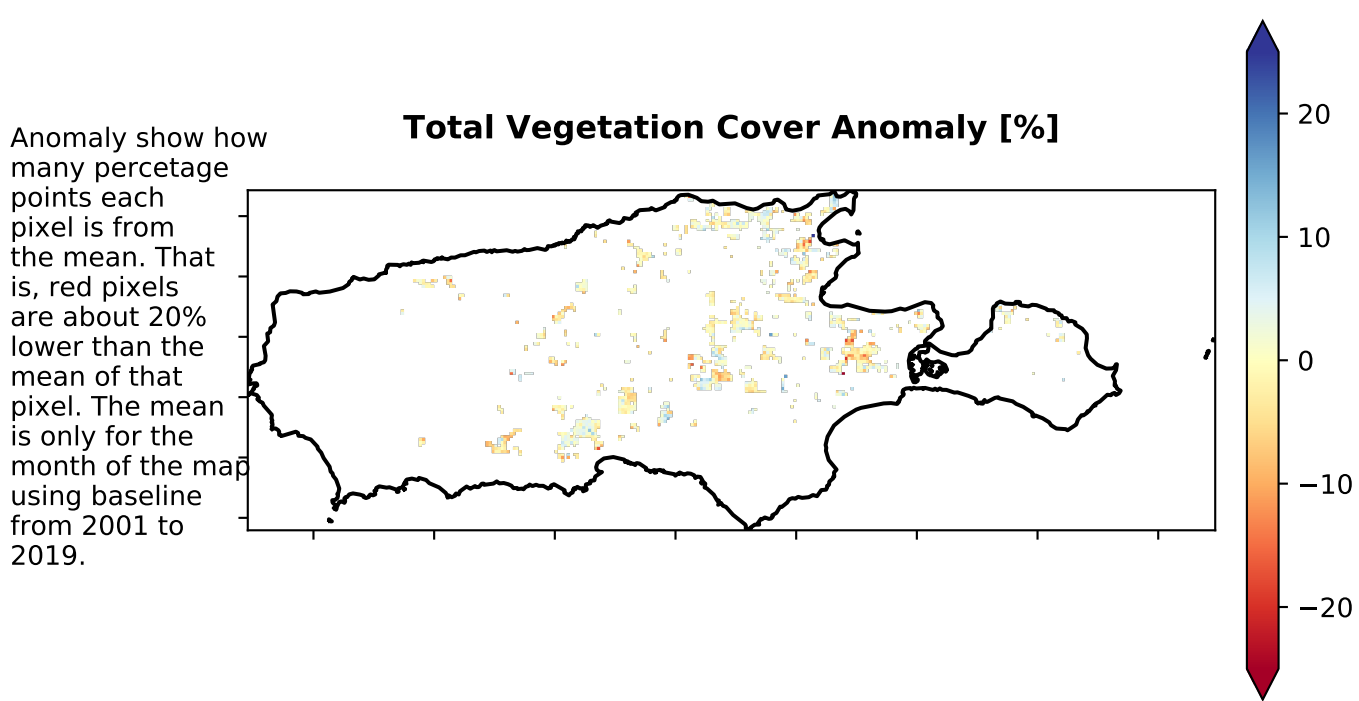 Total Vegetation Cover Anomaly [%]
Anomaly show how
many percetage
points each
pixel is from
the mean. That
is, red pixels
are about 20%
lower than the
mean of that
pixel. The mean
is only for the
month of the map
using baseline
from 2001 to
2019.
20
10
0
−10
−20